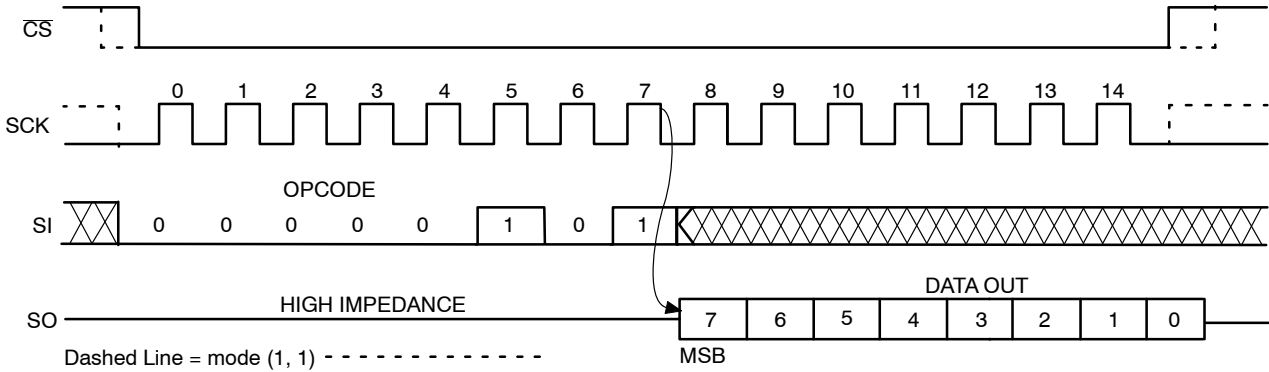 CS
0 1 2 3 4 5 6 7 8 9 10 11 12 13 14
SCK
OPCODE
SI 0 0 0 0 0 1 0 1
DATA OUT
HIGH IMPEDANCE
SO 7 6 5 4 3 2 1 0
Dashed Line = mode (1, 1) MSB